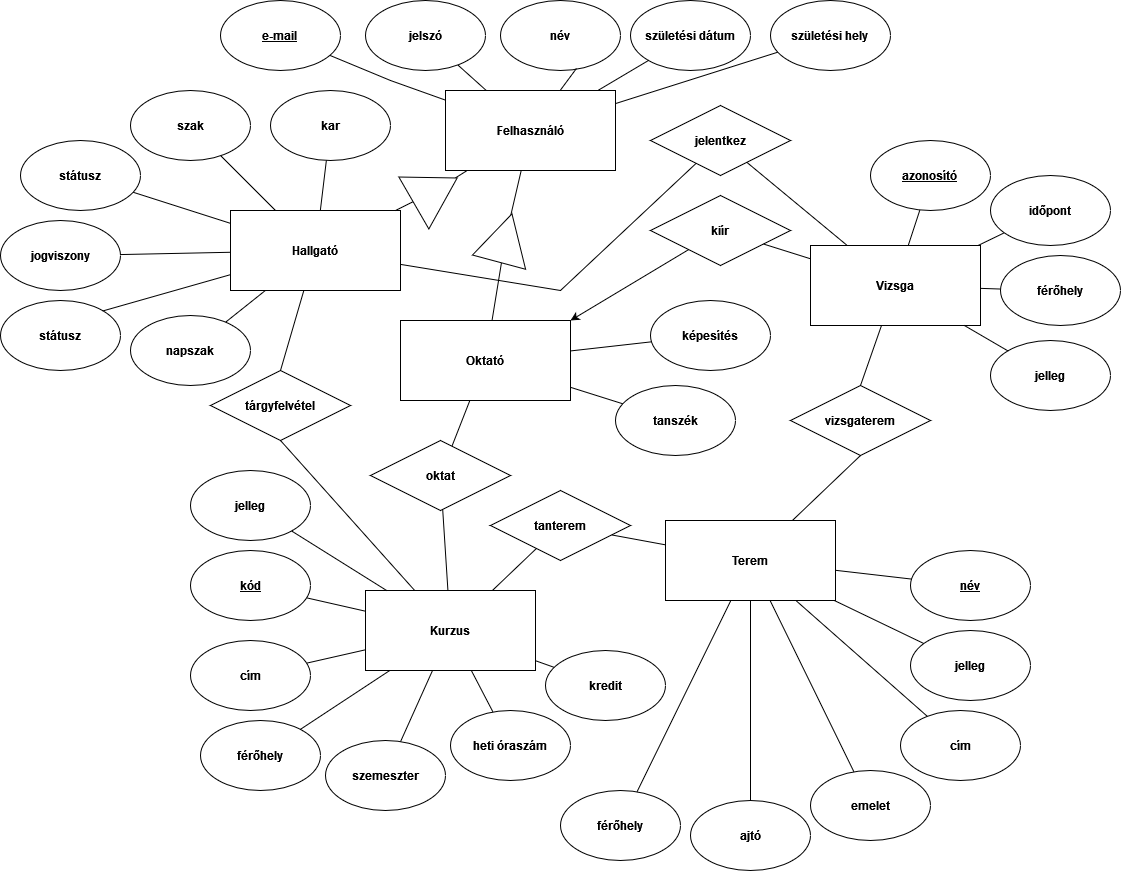 e-mail
jelszó
név
születési dátum
születési hely
szak
kar
Felhasználó
jelentkez
státusz
azonosító
időpont
kiír
jogviszony
Hallgató
Vizsga
férőhely
státusz
napszak
Oktató
képesítés
jelleg
tárgyfelvétel
tanszék
vizsgaterem
oktat
jelleg
tanterem
kód
Terem
név
Kurzus
cím
kredit
jelleg
férőhely
szemeszter
heti óraszám
cím
férőhely
ajtó
emelet